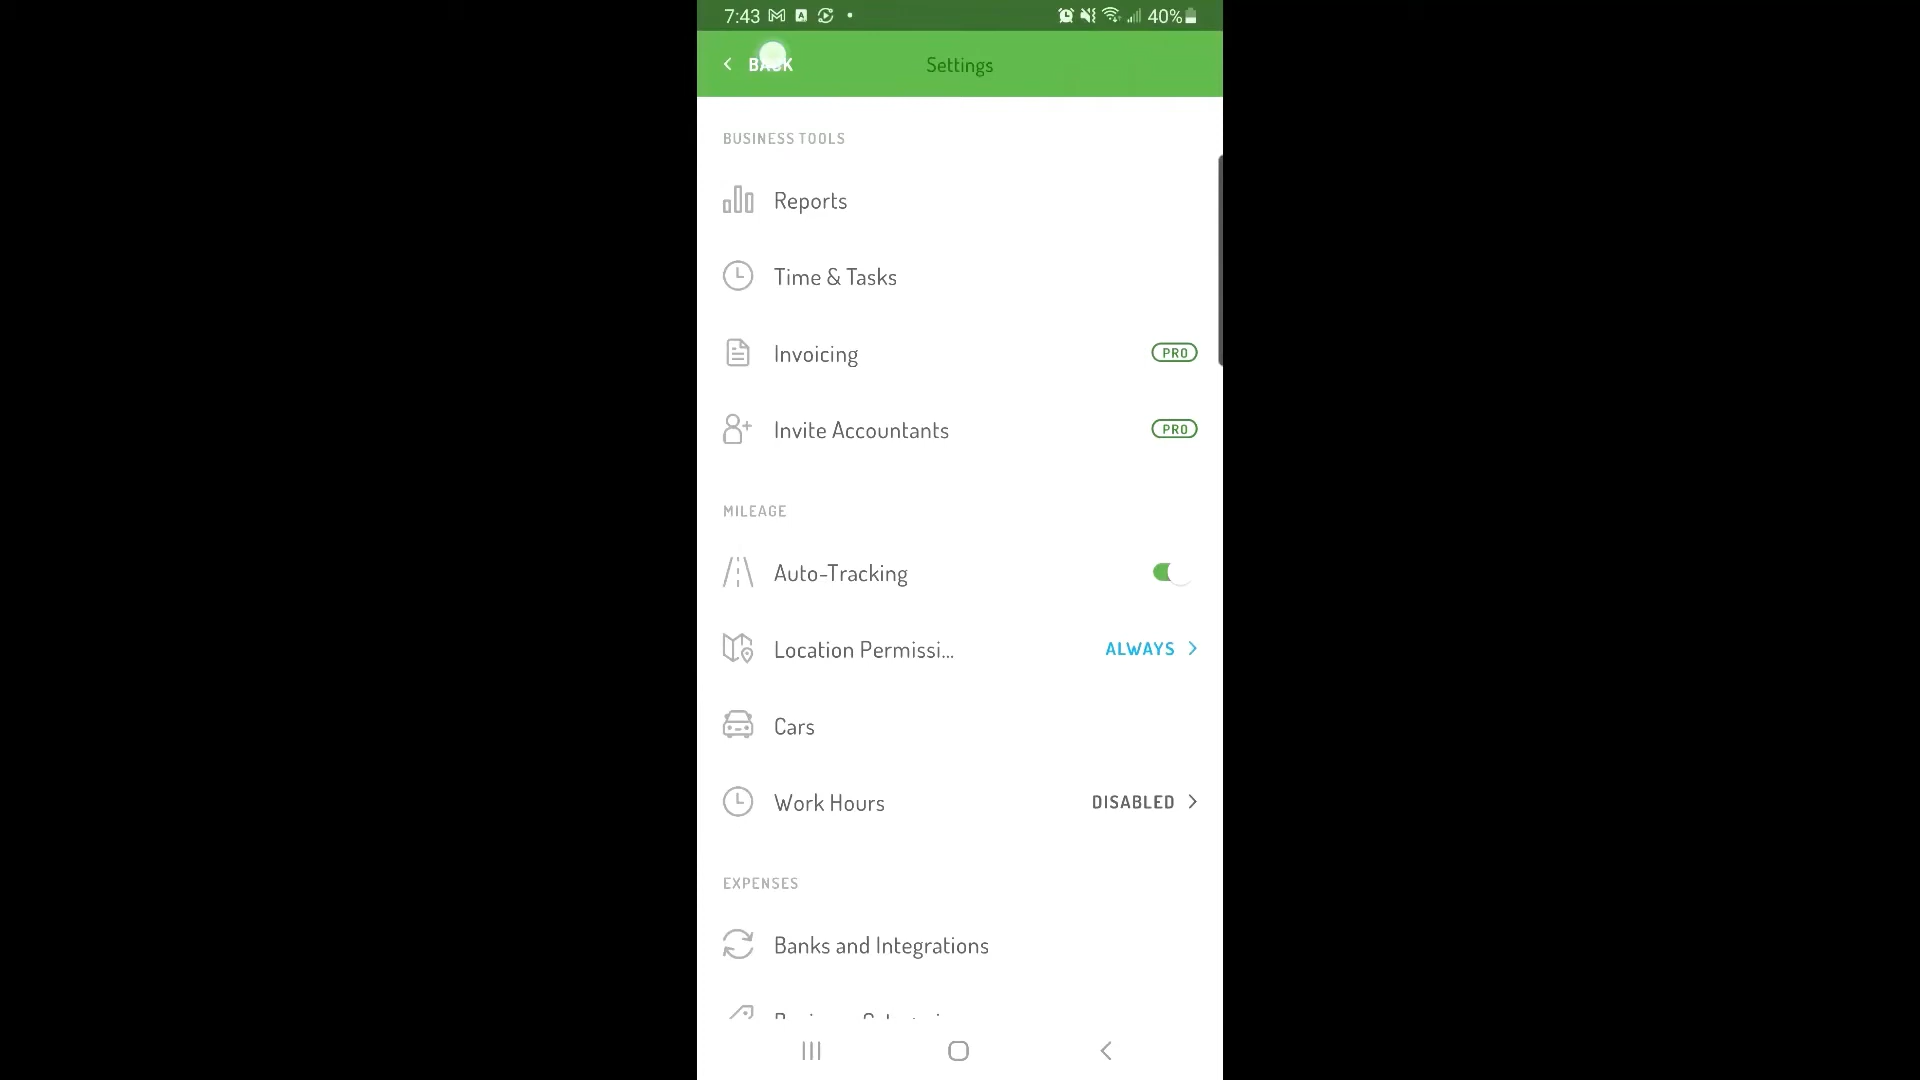 7:43 40%
BACK Settings
BUSINESS TOOLS
Reports
Time & Tasks
Invoicing PRO
Invite Accountants PRO
MILEAGE
Auto-Tracking
Location Permissi... ALWAYS
Cars
Work Hours DISABLED
EXPENSES
Banks and Integrations